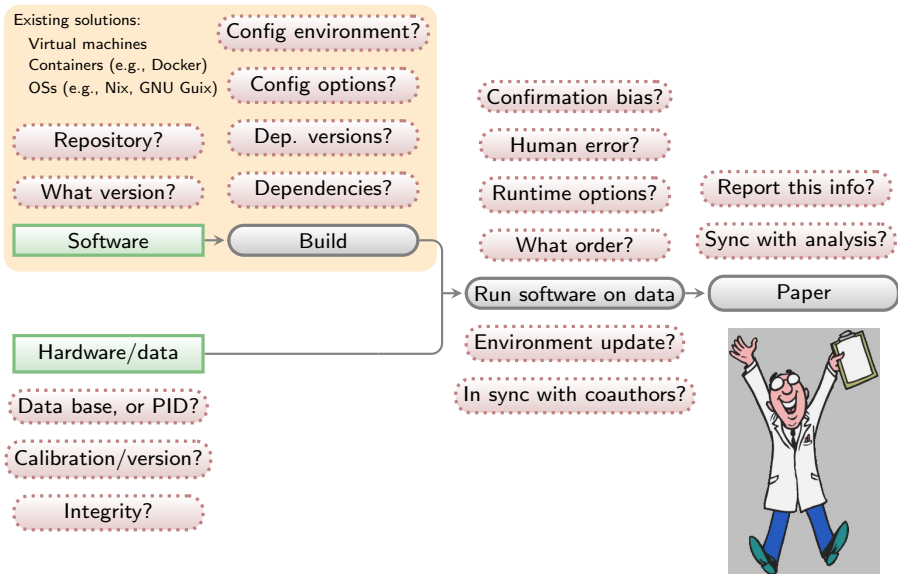 Existing solutions:
Virtual machines
Containers (e.g., Docker)
OSs (e.g., Nix, GNU Guix)
Config environment?
Config options?
Repository?
Dep. versions?
What version?
Dependencies?
Software
Build
Confirmation bias?
Human error?
Runtime options?
What order?
Run software on data
Environment update?
In sync with coauthors?
Report this info?
Sync with analysis?
Paper
Hardware/data
Data base, or PID?
Calibration/version?
Integrity?